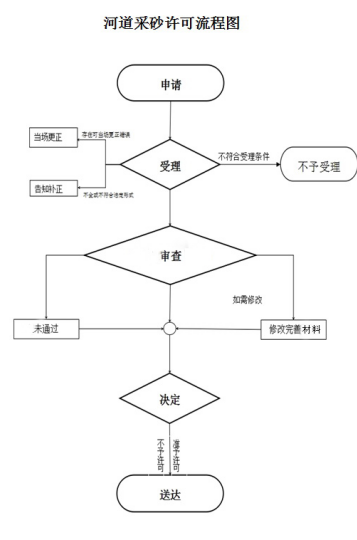 河道采砂许可流程图
申请
当场更正
存在可当场更正错误
受理
不符合受理条件
不予受理
告知补正
不全或不符合法定形式
审查
如需修改
未通过
修改完善材料
决定
不予许可
准予许可
送达